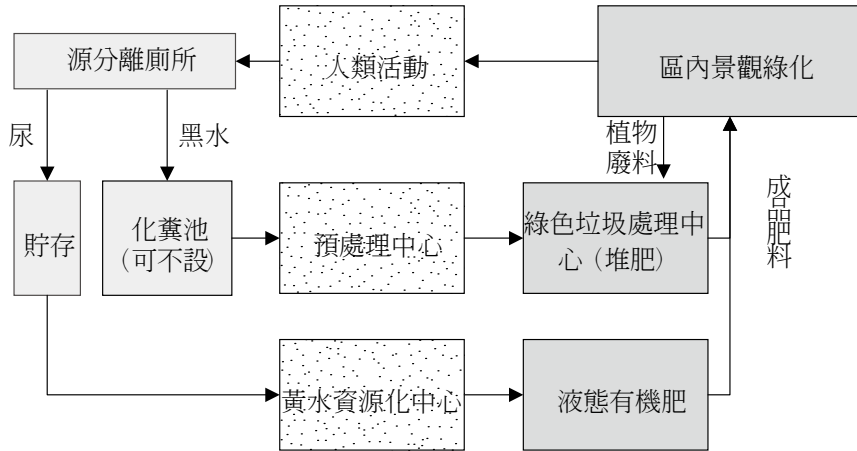 源分離廁所
人類活動
區內景觀綠化
尿
黑水
植物
廢料
成品肥料
貯存
化糞池
(可不設)
預處理中心
綠色垃圾處理中
心（堆肥）
黃水資源化中心
液態有機肥